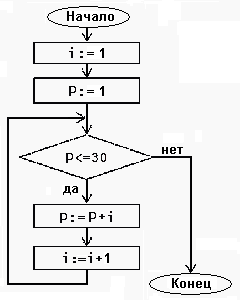 Начало
i:=1
P:=1
P<=30
нет
да
p:=P+i
i:=i+1
Конец